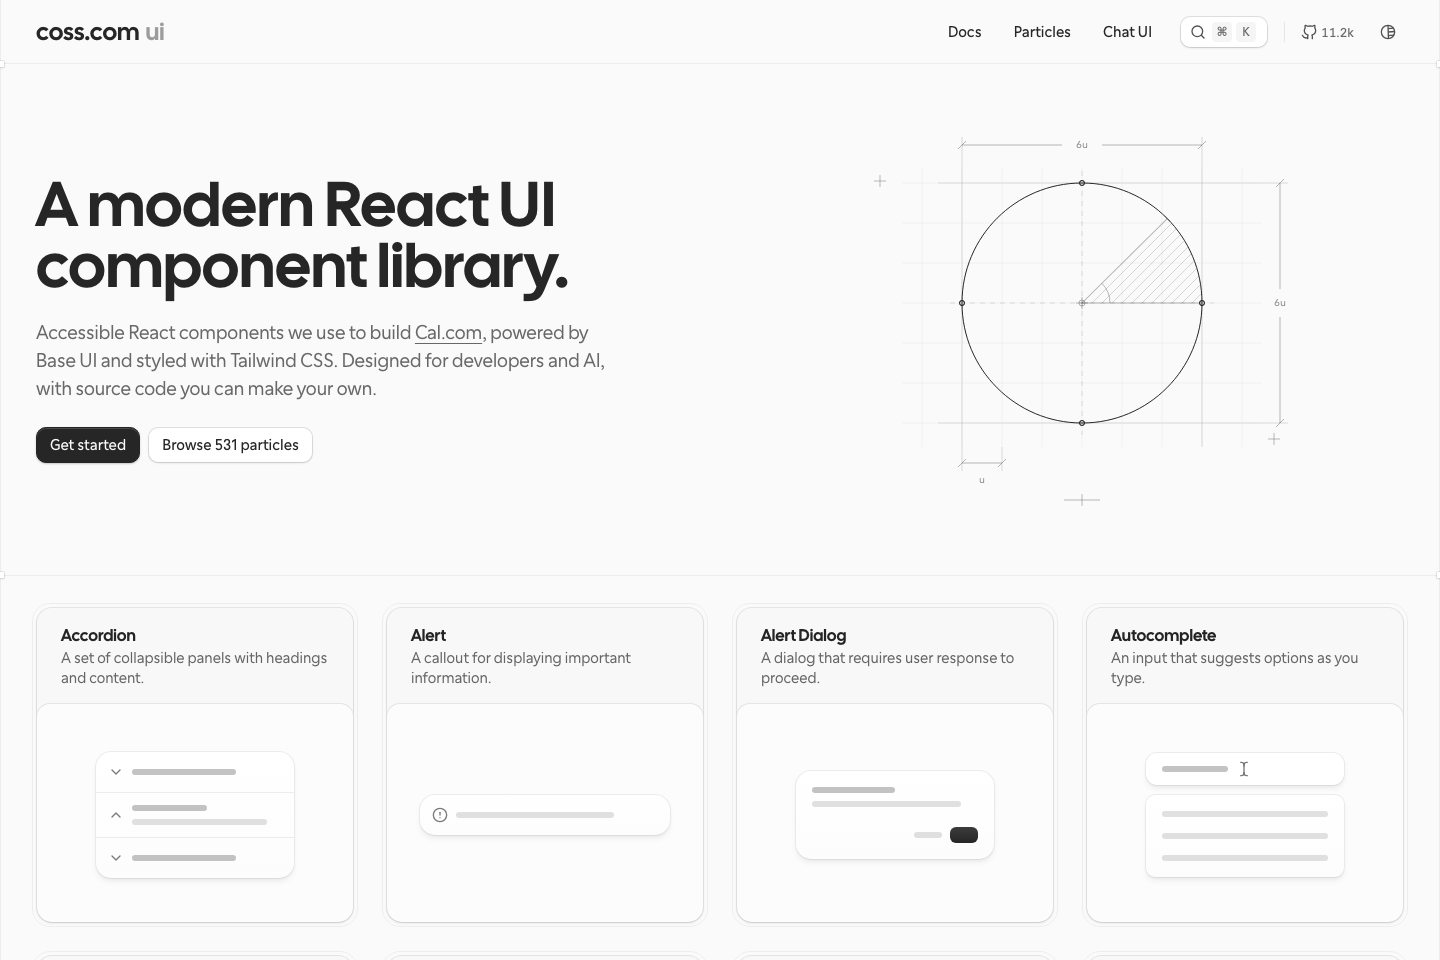 coss.com ui
Docs
Particles
Chat UI
⌘ K
11.2k
A modern React UI
component library.
Accessible React components we use to build Cal.com, powered by
Base UI and styled with Tailwind CSS. Designed for developers and AI,
with source code you can make your own.
Get started
Browse 531 particles
6u
6u
u
Accordion
A set of collapsible panels with headings
and content.
Alert
A callout for displaying important
information.
Alert Dialog
A dialog that requires user response to
proceed.
Autocomplete
An input that suggests options as you
type.